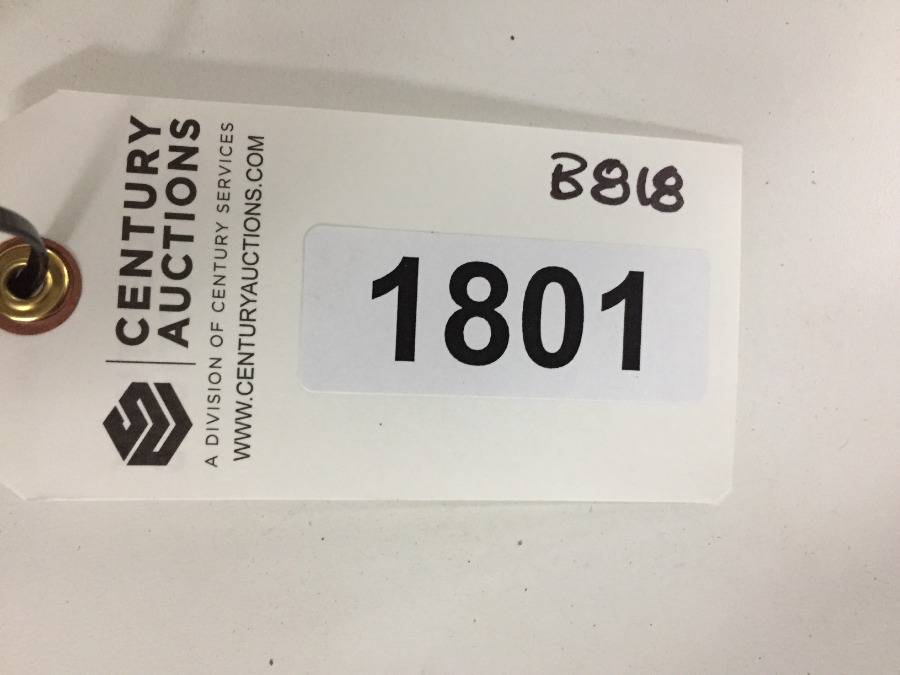 CENTURY
AUCTIONS
A DIVISION OF CENTURY SERVICES
WWW.CENTURYAUCTIONS.COM
B818
1801